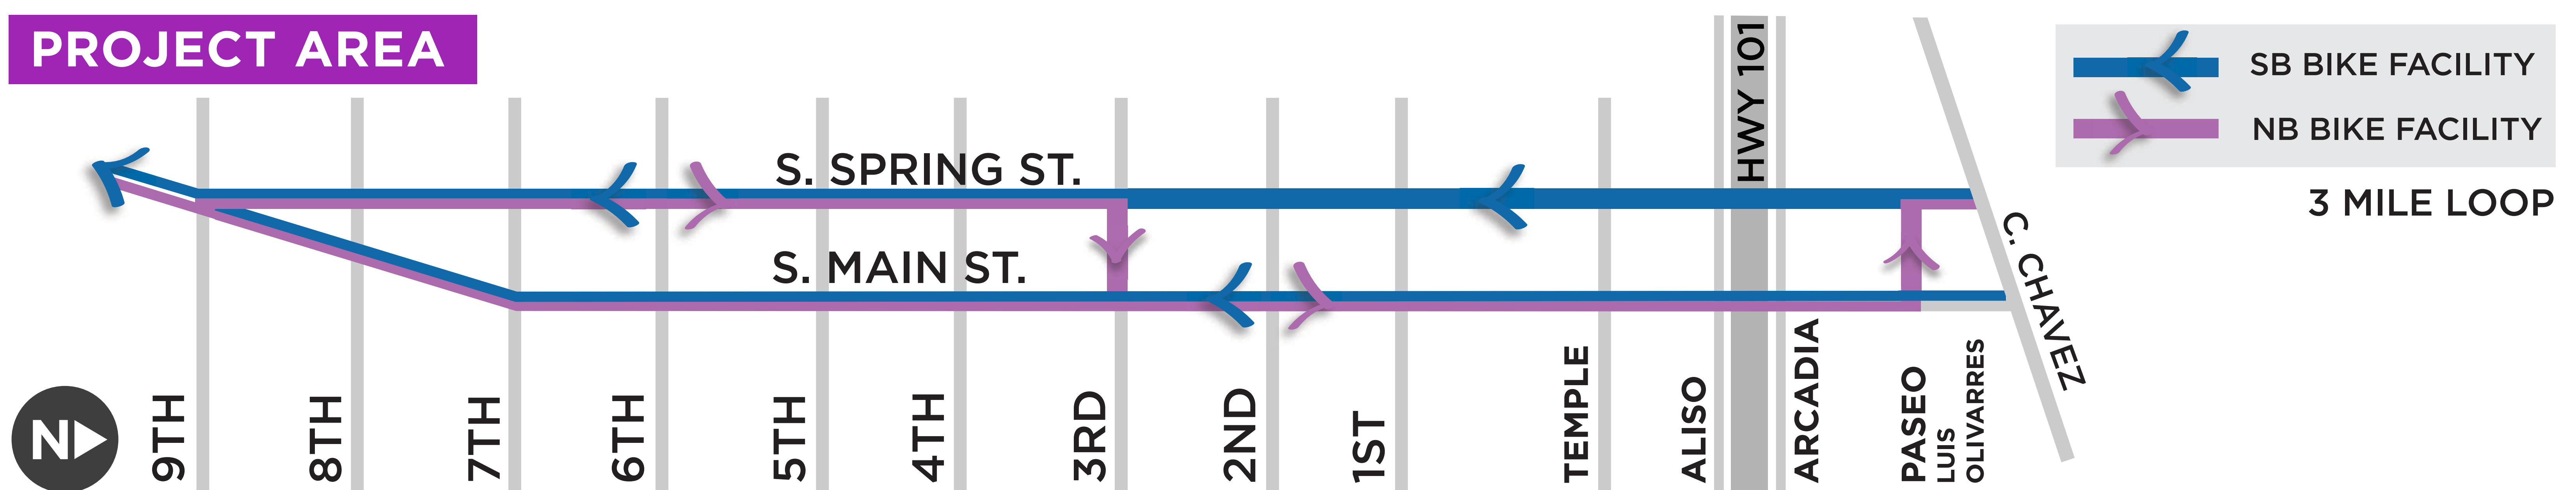 PROJECT AREA
SB BIKE FACILITY
NB BIKE FACILITY
3 MILE LOOP
HWY 101
S. SPRING ST.
S. MAIN ST.
C. CHAVEZ
N
9TH
8TH
7TH
6TH
5TH
4TH
3RD
2ND
1ST
TEMPLE
ALISO
ARCADIA
PASEO
LUIS
OLIVARRES